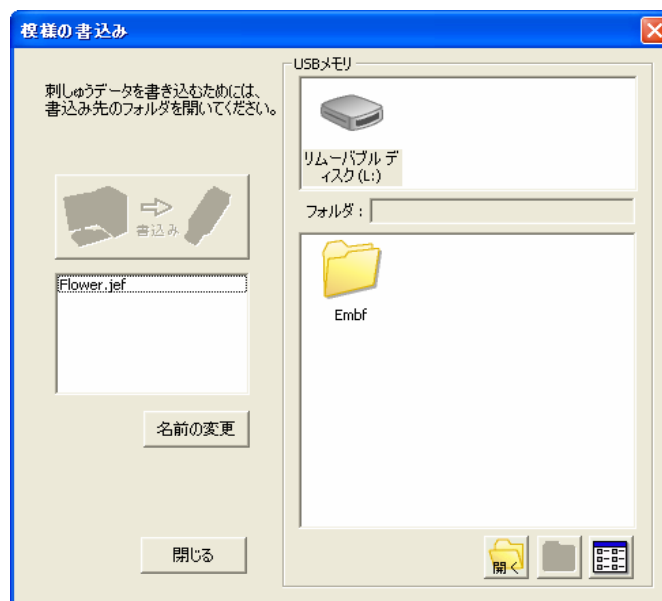 模様の書込み
刺しゅうデータを書き込むためには、
書込み先のフォルダを開いてください。
書込み
Flower.jef
名前の変更
閉じる
USBメモリ
リムーバブル デ
ィスク (L:)
フォルダ :
Embf
開く